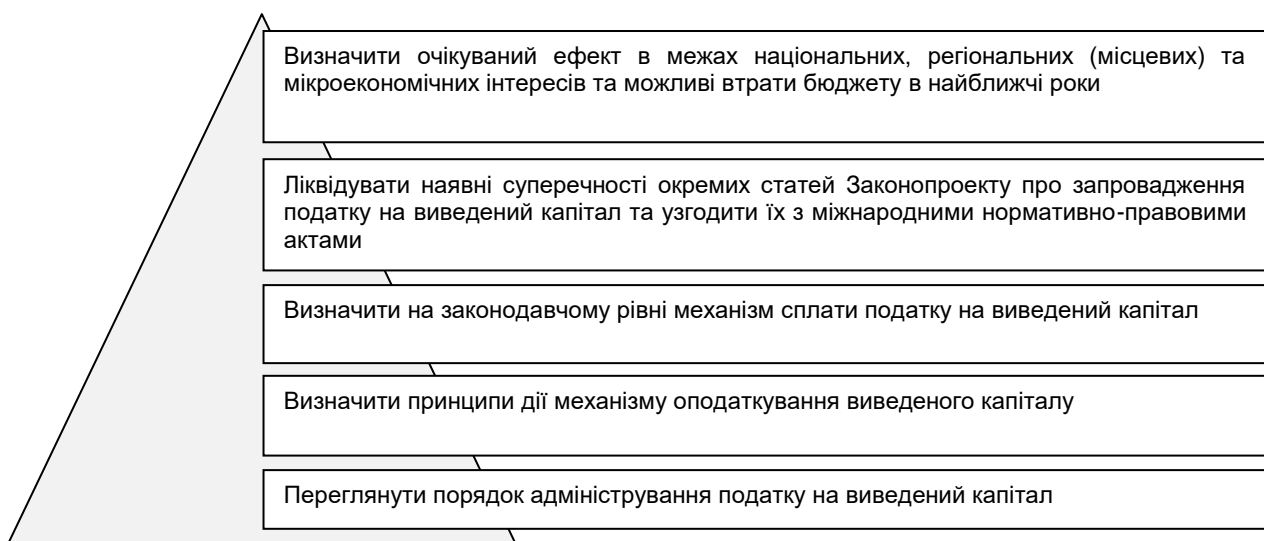 Визначити очікуваний ефект в межах національних, регіональних (місцевих) та
мікроекономічних інтересів та можливі втрати бюджету в найближчі роки
Ліквідувати наявні суперечності окремих статей Законопроекту про запровадження
податку на виведений капітал та узгодити їх з міжнародними нормативно-правовими
актами
Визначити на законодавчому рівні механізм сплати податку на виведений капітал
Визначити принципи дії механізму оподаткування виведеного капіталу
Переглянути порядок адміністрування податку на виведений капітал